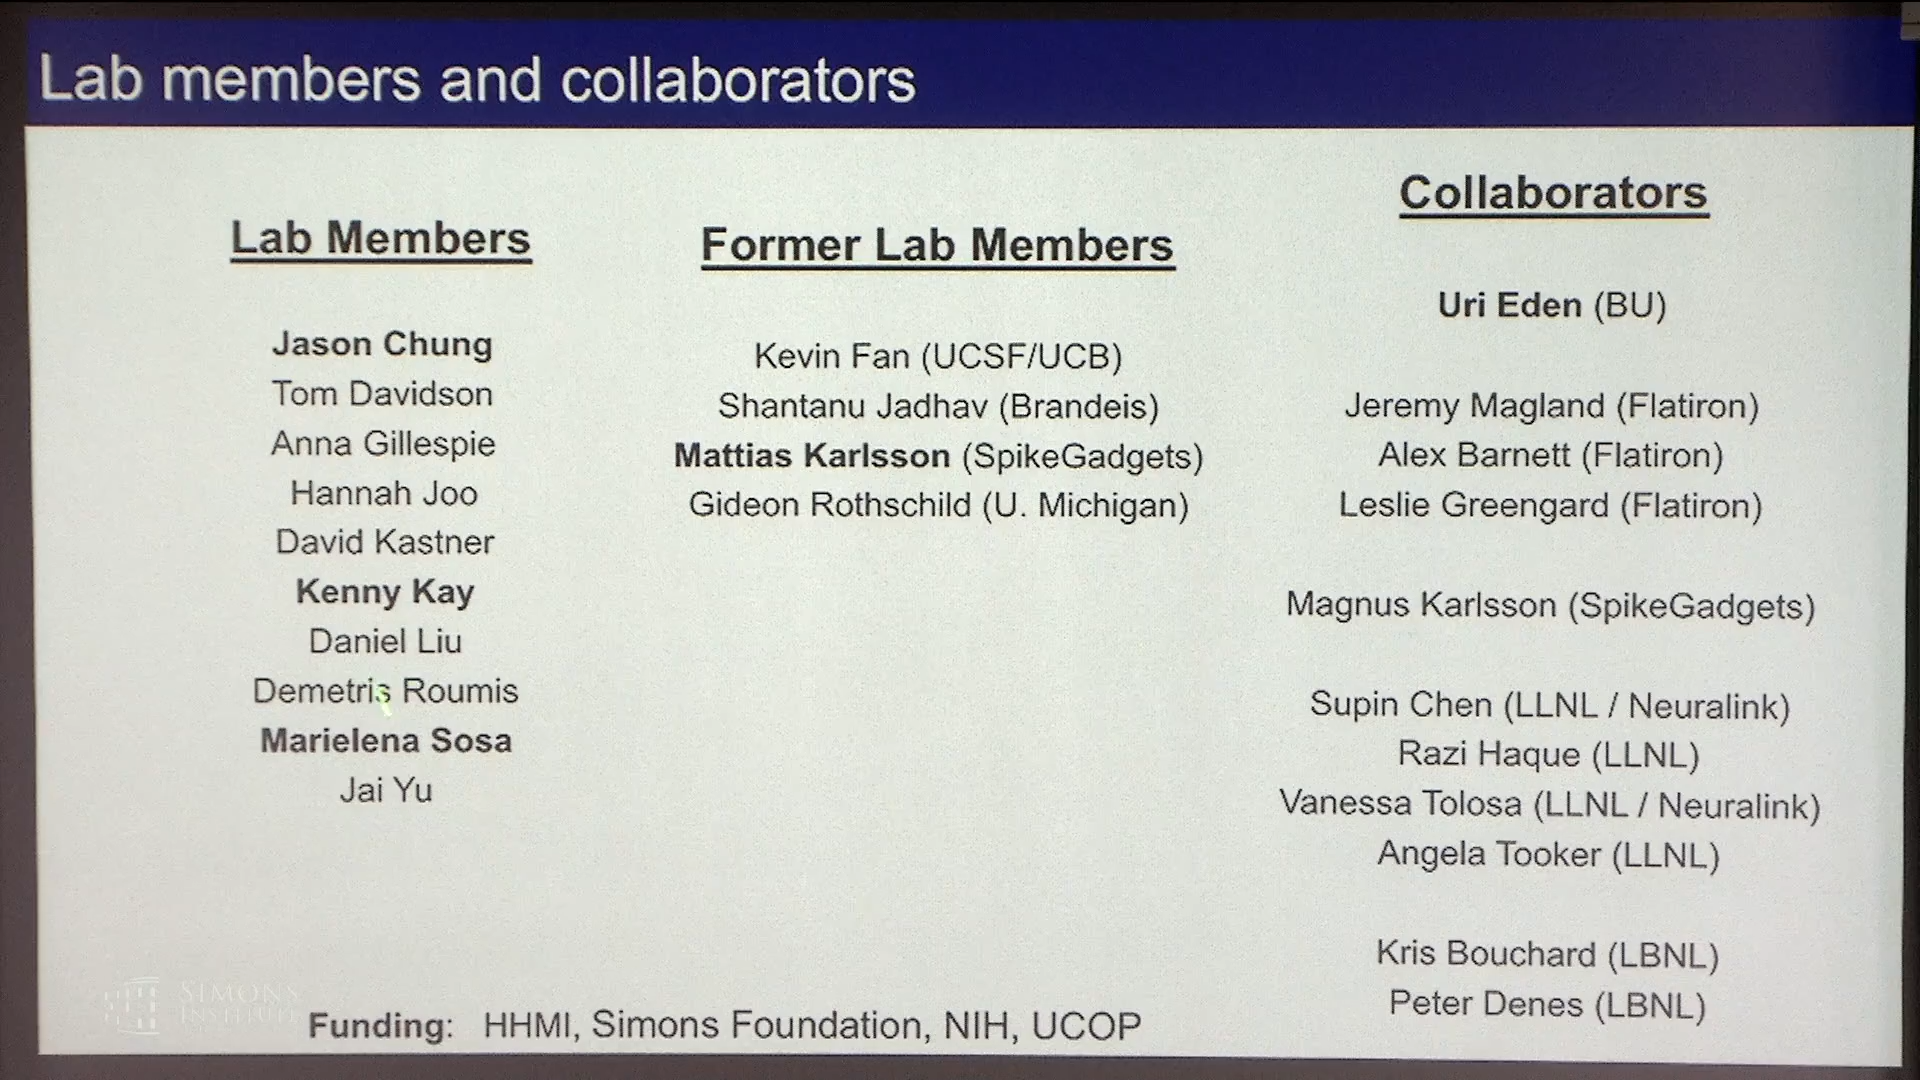 Lab members and collaborators
Lab Members
Jason Chung
Tom Davidson
Anna Gillespie
Hannah Joo
David Kastner
Kenny Kay
Daniel Liu
Demetris Roumis
Marielena Sosa
Jai Yu
Former Lab Members
Kevin Fan (UCSF/UCB)
Shantanu Jadhav (Brandeis)
Mattias Karlsson (SpikeGadgets)
Gideon Rothschild (U. Michigan)
Collaborators
Uri Eden (BU)
Jeremy Magland (Flatiron)
Alex Barnett (Flatiron)
Leslie Greengard (Flatiron)
Magnus Karlsson (SpikeGadgets)
Supin Chen (LLNL / Neuralink)
Razi Haque (LLNL)
Vanessa Tolosa (LLNL / Neuralink)
Angela Tooker (LLNL)
Kris Bouchard (LBNL)
Peter Denes (LBNL)
Funding: HHMI, Simons Foundation, NIH, UCOP
SIMONS
INSTITUTE